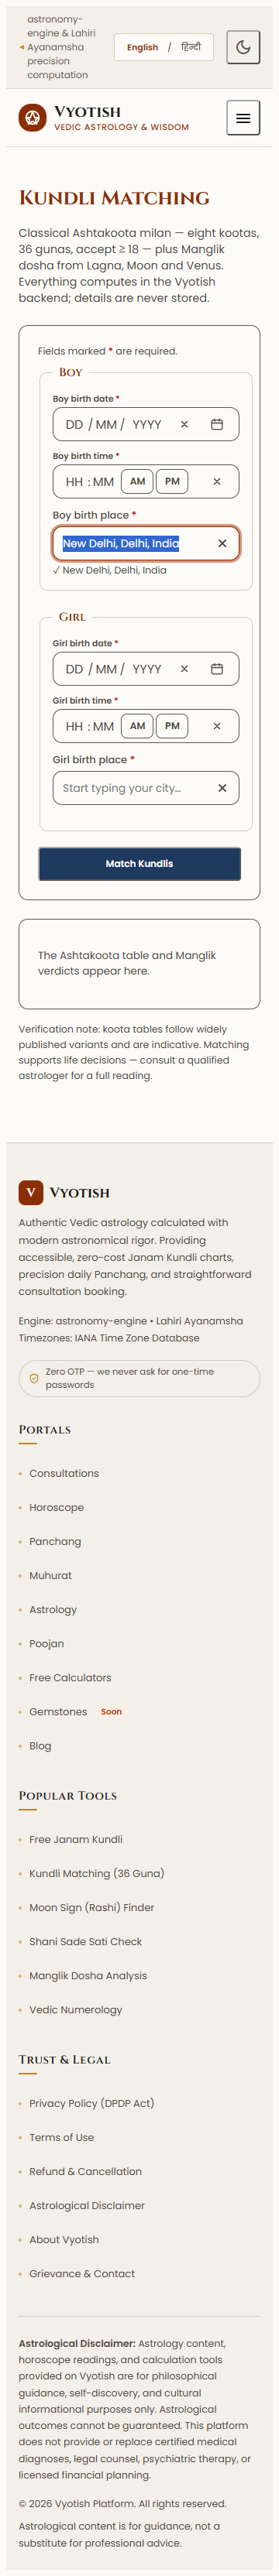 astronomy-
engine & Lahiri
Ayanamsha
precision
computation
English / हिन्दी
Vyotish
VEDIC ASTROLOGY & WISDOM
Kundli Matching
Classical Ashtakoota milan — eight kootas,
36 gunas, accept ≥ 18 — plus Manglik
dosha from Lagna, Moon and Venus.
Everything computes in the Vyotish
backend; details are never stored.
Fields marked * are required.
Boy
Boy birth date *
DD / MM / YYYY
Boy birth time *
HH : MM AM PM
Boy birth place *
New Delhi, Delhi, India
✓ New Delhi, Delhi, India
Girl
Girl birth date *
DD / MM / YYYY
Girl birth time *
HH : MM AM PM
Girl birth place *
Start typing your city...
Match Kundlis
The Ashtakoota table and Manglik
verdicts appear here.
Verification note: koota tables follow widely
published variants and are indicative. Matching
supports life decisions — consult a qualified
astrologer for a full reading.
V Vyotish
Authentic Vedic astrology calculated with
modern astronomical rigor. Providing
accessible, zero-cost Janam Kundli charts,
precision daily Panchang, and straightforward
consultation booking.
Engine: astronomy-engine • Lahiri Ayanamsha
Timezones: IANA Time Zone Database
Zero OTP — we never ask for one-time
passwords
Portals
Consultations
Horoscope
Panchang
Muhurat
Astrology
Poojan
Free Calculators
Gemstones Soon
Blog
Popular Tools
Free Janam Kundli
Kundli Matching (36 Guna)
Moon Sign (Rashi) Finder
Shani Sade Sati Check
Manglik Dosha Analysis
Vedic Numerology
Trust & Legal
Privacy Policy (DPDP Act)
Terms of Use
Refund & Cancellation
Astrological Disclaimer
About Vyotish
Grievance & Contact
Astrological Disclaimer: Astrology content,
horoscope readings, and calculation tools
provided on Vyotish are for philosophical
guidance, self-discovery, and cultural
informational purposes only. Astrological
outcomes cannot be guaranteed. This platform
does not provide or replace certified medical
diagnoses, legal counsel, psychiatric therapy, or
licensed financial planning.
© 2026 Vyotish Platform. All rights reserved.
Astrological content is for guidance, not a
substitute for professional advice.